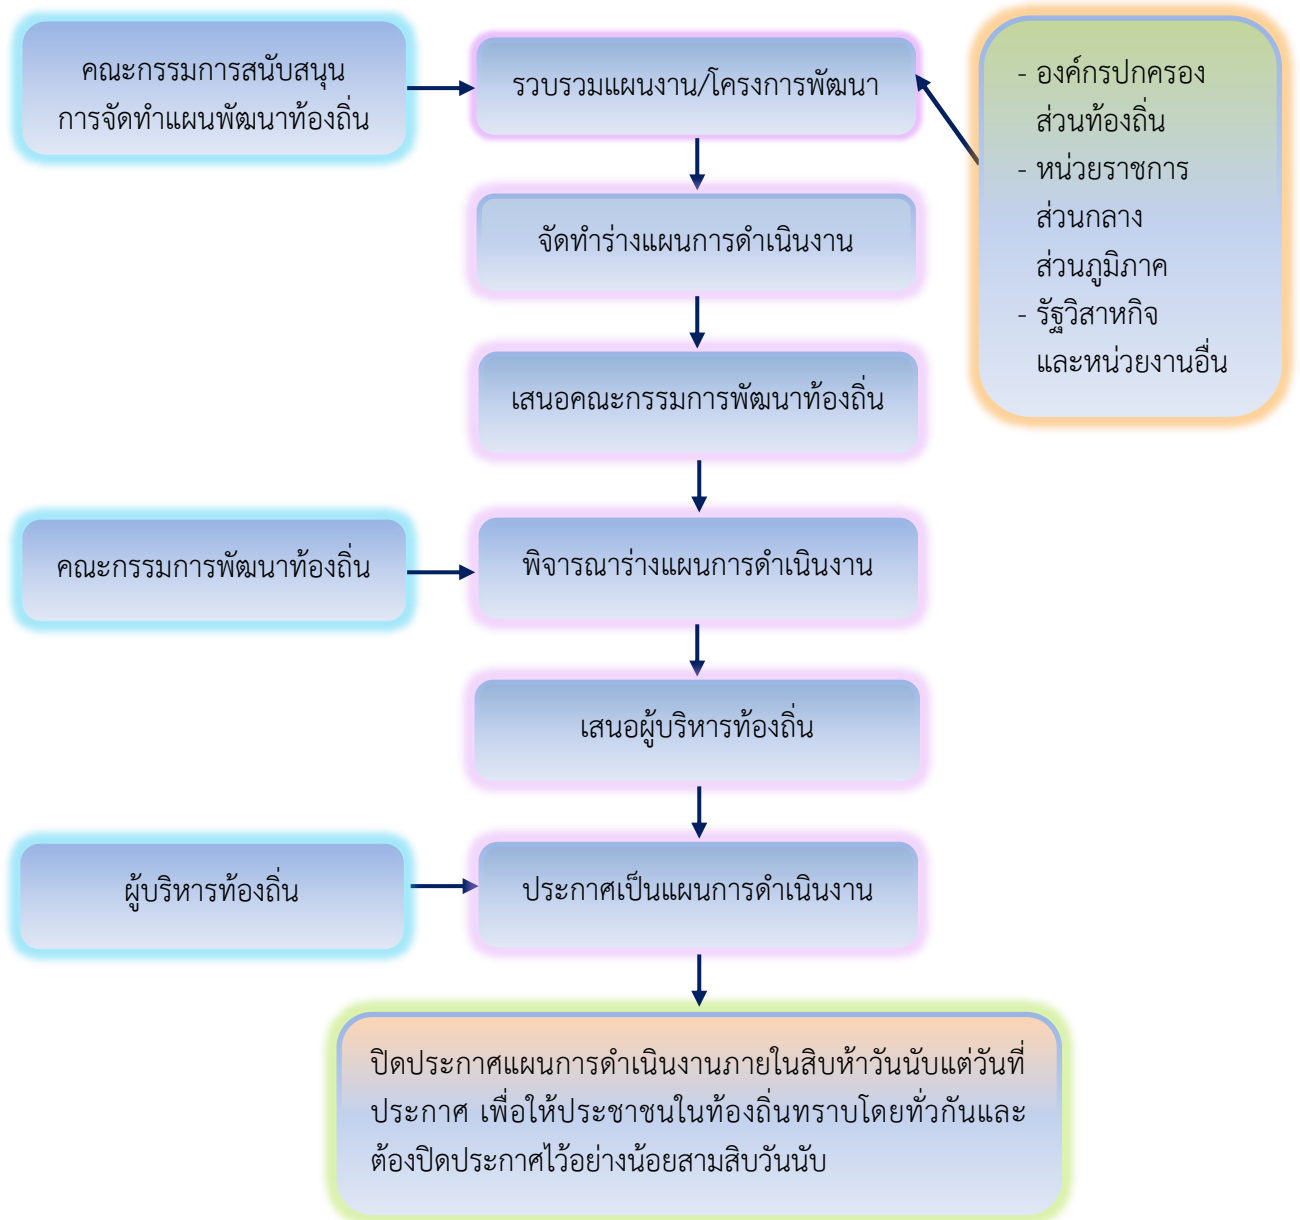 คณะกรรมการสนับสนุน
การจัดทำแผนพัฒนาท้องถิ่น
รวบรวมแผนงาน/โครงการพัฒนา
- องค์กรปกครอง
ส่วนท้องถิ่น
- หน่วยราชการ
ส่วนกลาง
ส่วนภูมิภาค
- รัฐวิสาหกิจ
และหน่วยงานอื่น
จัดทำร่างแผนการดำเนินงาน
เสนอคณะกรรมการพัฒนาท้องถิ่น
คณะกรรมการพัฒนาท้องถิ่น
พิจารณาร่างแผนการดำเนินงาน
เสนอผู้บริหารท้องถิ่น
ผู้บริหารท้องถิ่น
ประกาศเป็นแผนการดำเนินงาน
ปิดประกาศแผนการดำเนินงานภายในสิบห้าวันนับแต่วันที่
ประกาศ เพื่อให้ประชาชนในท้องถิ่นทราบโดยทั่วกันและ
ต้องปิดประกาศไว้อย่างน้อยสามสิบวันนับ